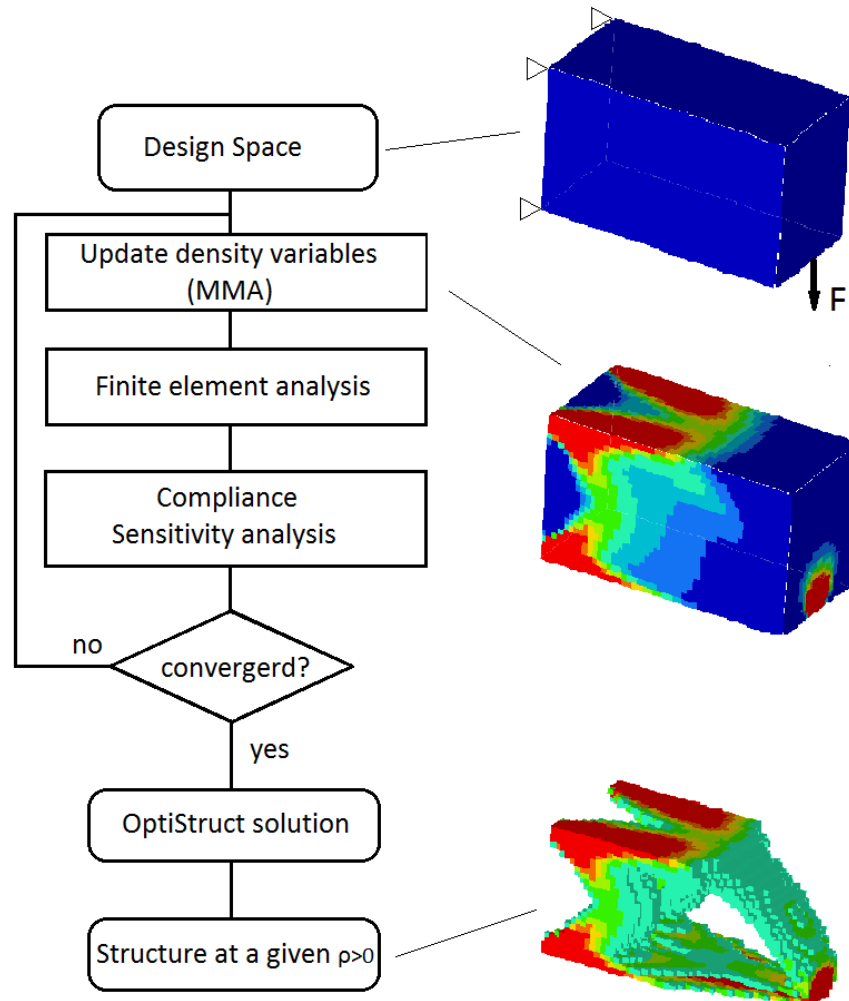 Design Space
F
Update density variables
(MMA)
Finite element analysis
Compliance
Sensitivity analysis
no
convergerd?
yes
OptiStruct solution
Structure at a given ρ>0